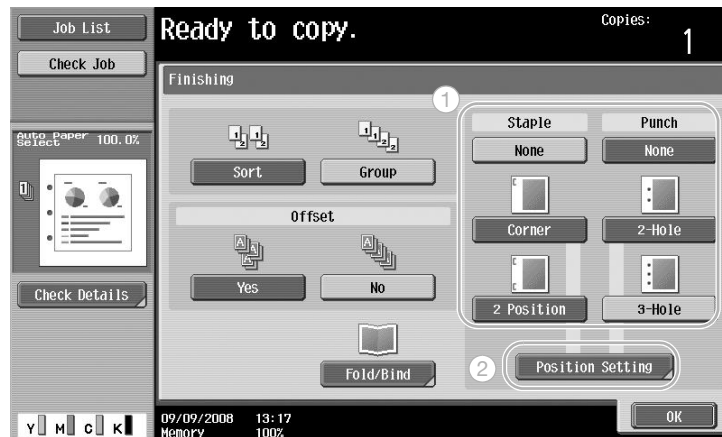 Job List
Ready to copy.
Copies:
1
Check Job
Finishing
1
Auto Paper
Select
100.0%
Staple
Punch
None
None
Sort
Group
Corner
2-Hole
Offset
Yes
No
2 Position
3-Hole
Check Details
Fold/Bind
2
Position Setting
OK
Y M C K
09/09/2008 13:17
Memory 100%